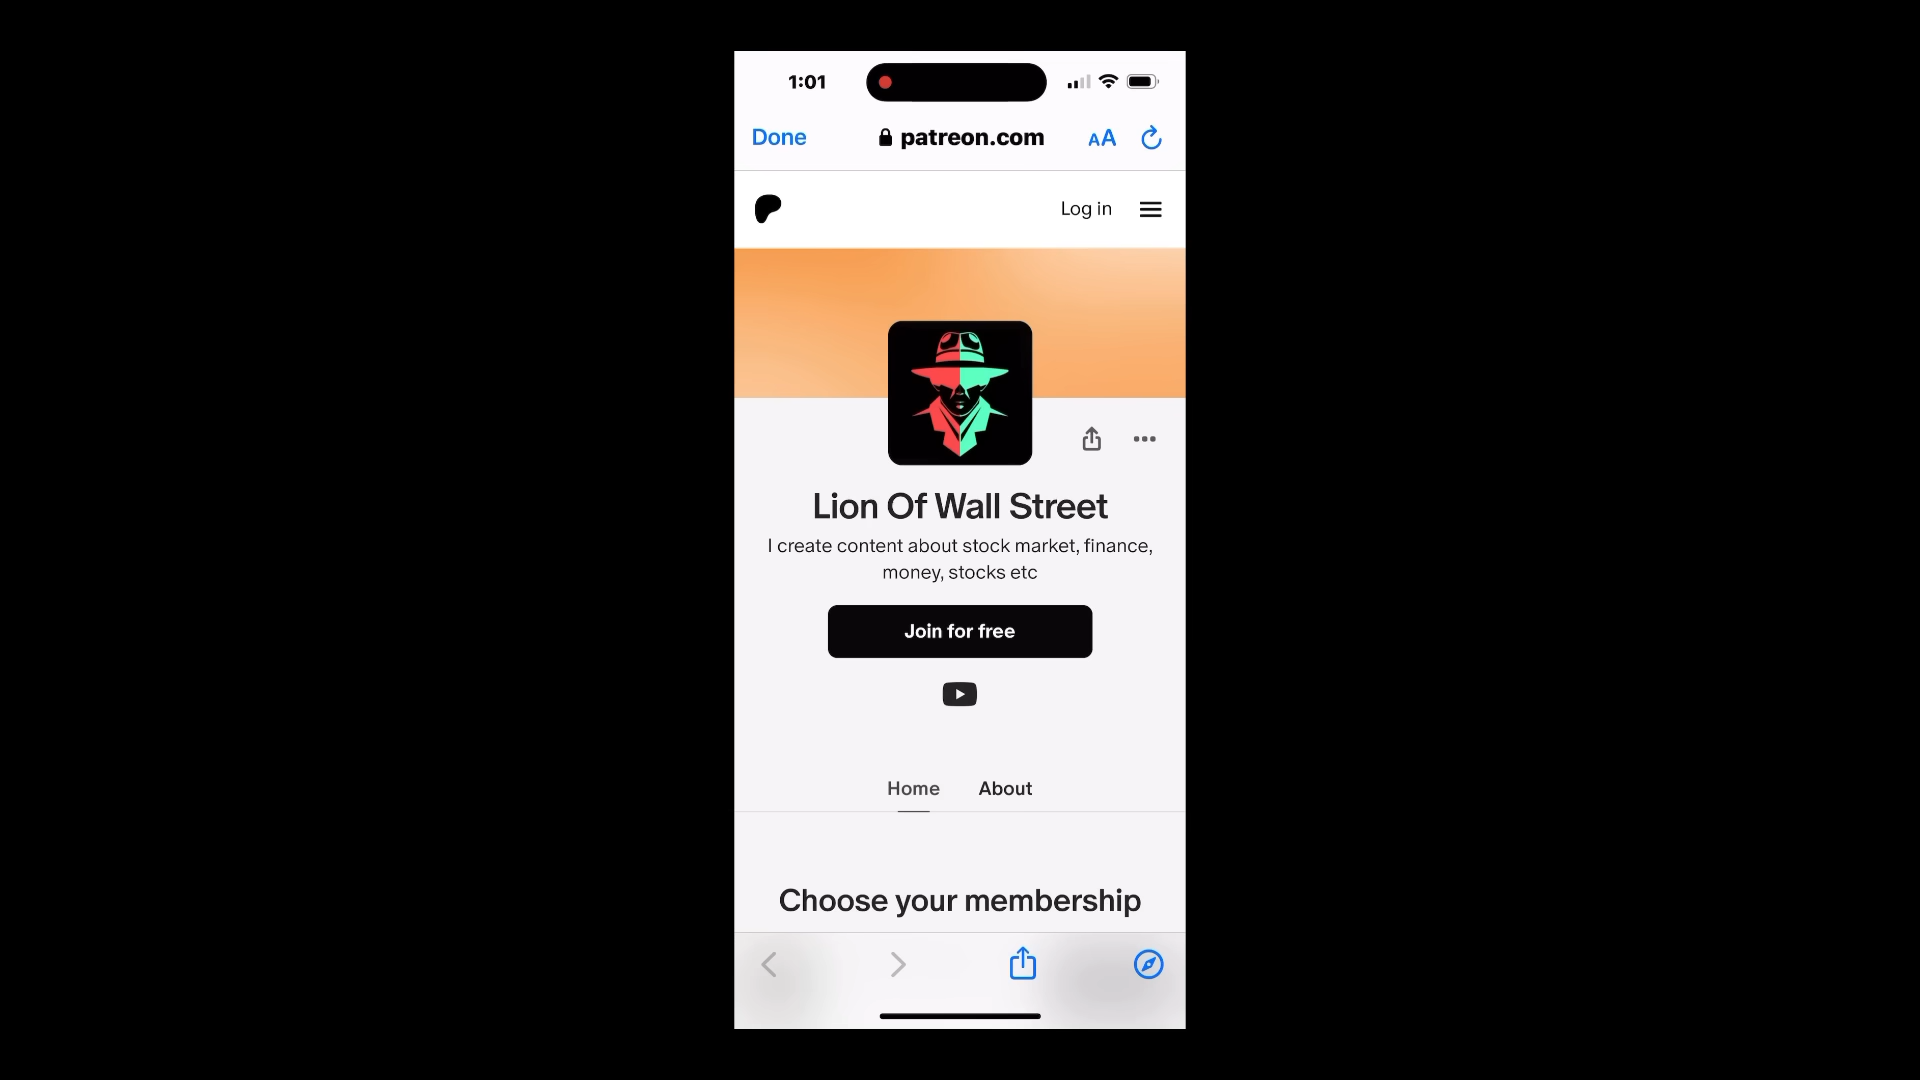 1:01
Done
patreon.com
AA
Log in
Lion Of Wall Street
I create content about stock market, finance,
money, stocks etc
Join for free
Home
About
Choose your membership